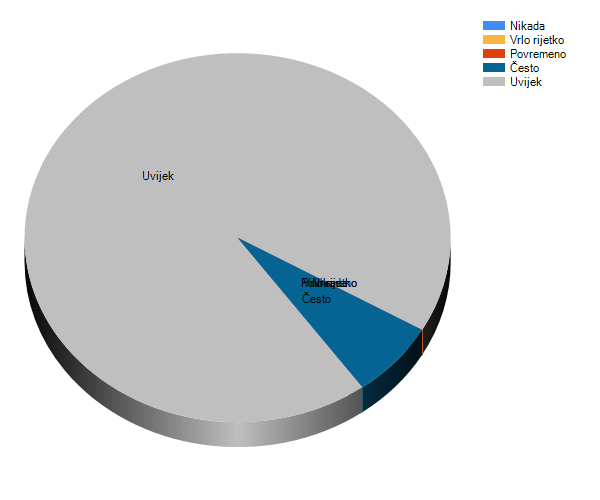 Nikada
Vrlo rijetko
Povremeno
Često
Uvijek
Uvijek
Često